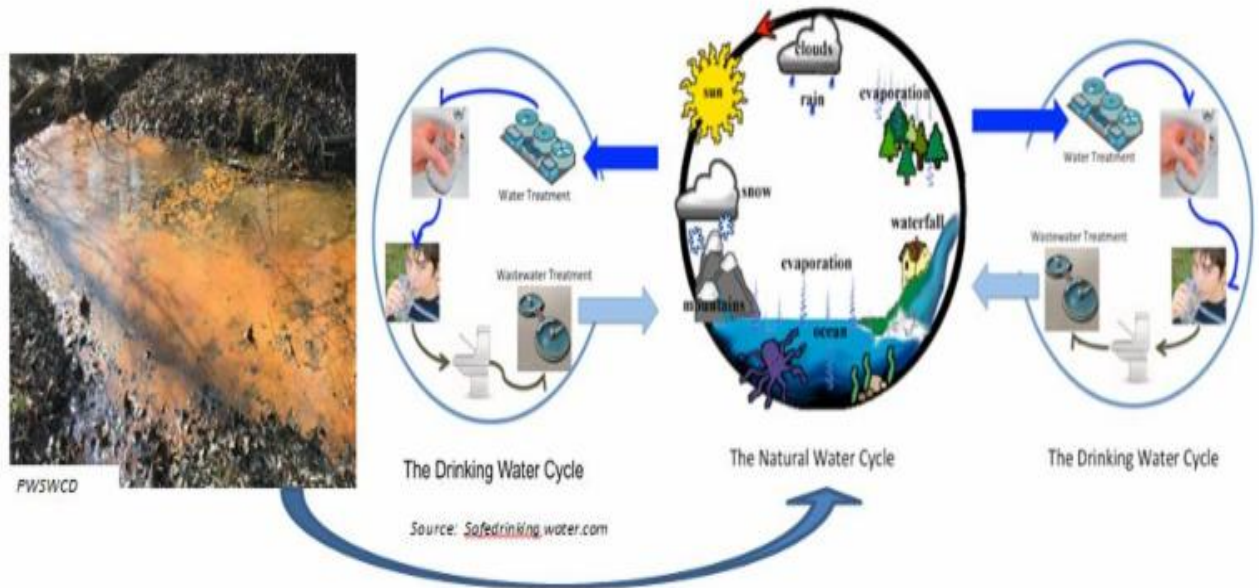 clouds
sun
rain
evaporation
Water Treatment
Water Treatment
snow
waterfall
Wastewater Treatment
Wastewater Treatment
evaporation
mountains
ocean
The Drinking Water Cycle
The Natural Water Cycle
The Drinking Water Cycle
PWSWCD
Source: Safedrinking.water.com